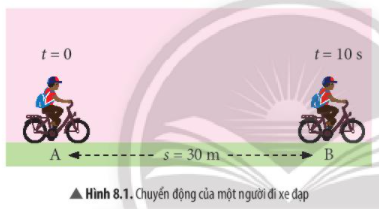 t = 0 t = 10 s
A s = 30 m B
▲ Hình 8.1. Chuyển động của một người đi xe đạp